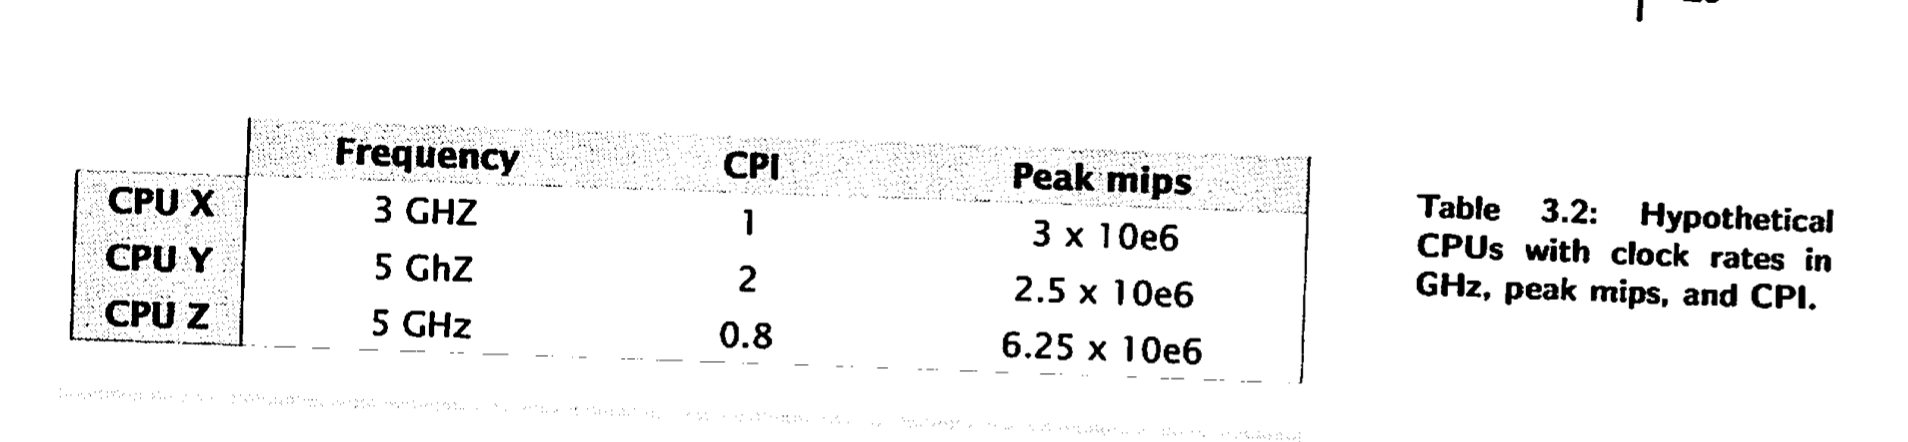 Frequency CPI Peak mips
CPU X 3 GHZ 1 3 x 10e6
CPU Y 5 GhZ 2 2.5 x 10e6
CPU Z 5 GHz 0.8 6.25 x 10e6
Table 3.2: Hypothetical
CPUs with clock rates in
GHz, peak mips, and CPI.